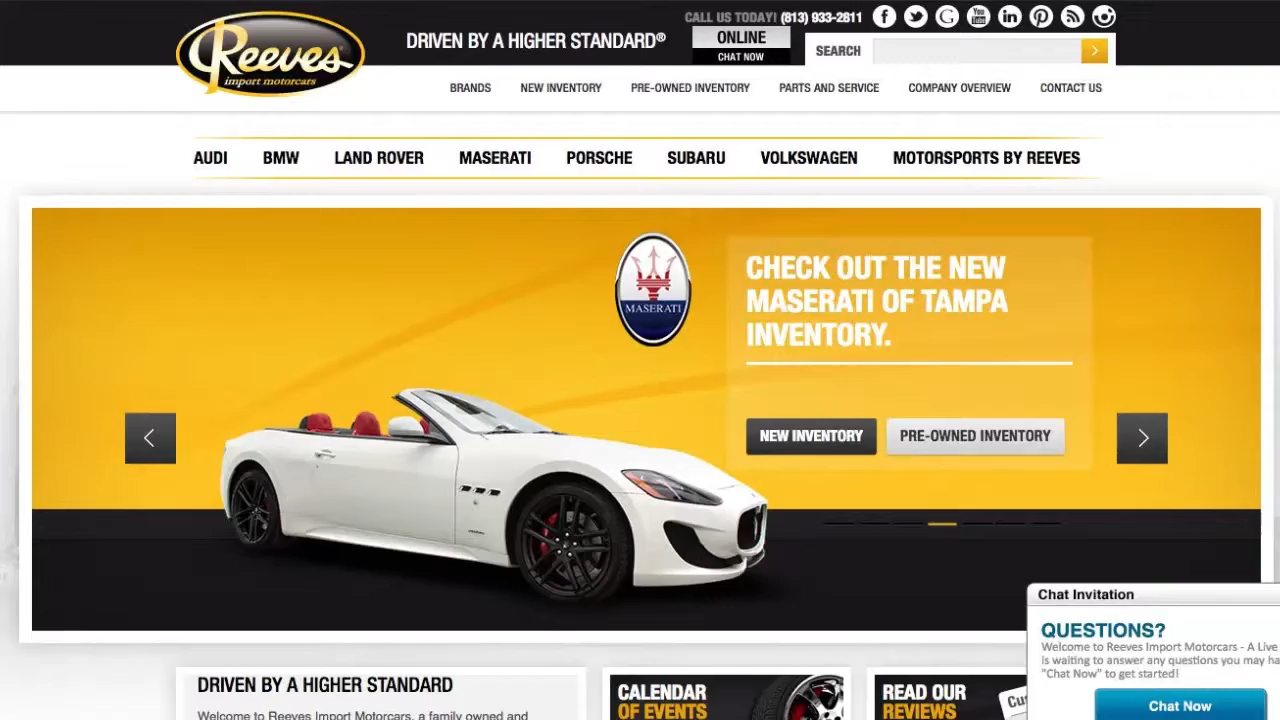 Reeves
import motorcars
DRIVEN BY A HIGHER STANDARD®
CALL US TODAY! (813) 933-2811
ONLINE
CHAT NOW
SEARCH
BRANDS NEW INVENTORY PRE-OWNED INVENTORY PARTS AND SERVICE COMPANY OVERVIEW CONTACT US
AUDI BMW LAND ROVER MASERATI PORSCHE SUBARU VOLKSWAGEN MOTORSPORTS BY REEVES
MASERATI
CHECK OUT THE NEW
MASERATI OF TAMPA
INVENTORY.
NEW INVENTORY PRE-OWNED INVENTORY
Chat Invitation
QUESTIONS?
Welcome to Reeves Import Motorcars - A Live
is waiting to answer any questions you may ha
"Chat Now" to get started!
Chat Now
DRIVEN BY A HIGHER STANDARD
Welcome to Reeves Import Motorcars, a family owned and
CALENDAR
OF EVENTS
READ OUR
REVIEWS